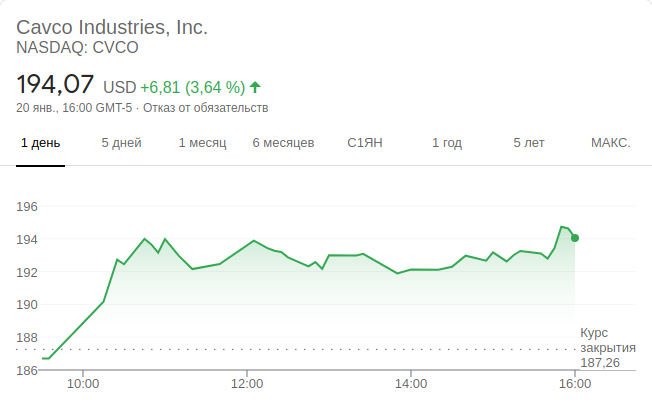 Cavco Industries, Inc.
NASDAQ: CVCO
194,07 USD +6,81 (3,64 %)
20 янв., 16:00 GMT-5 · Отказ от обязательств
1 день 5 дней 1 месяц 6 месяцев С1ЯН 1 год 5 лет МАКС.
196
194
192
190
188
186
Курс
закрытия
187,26
10:00 12:00 14:00 16:00